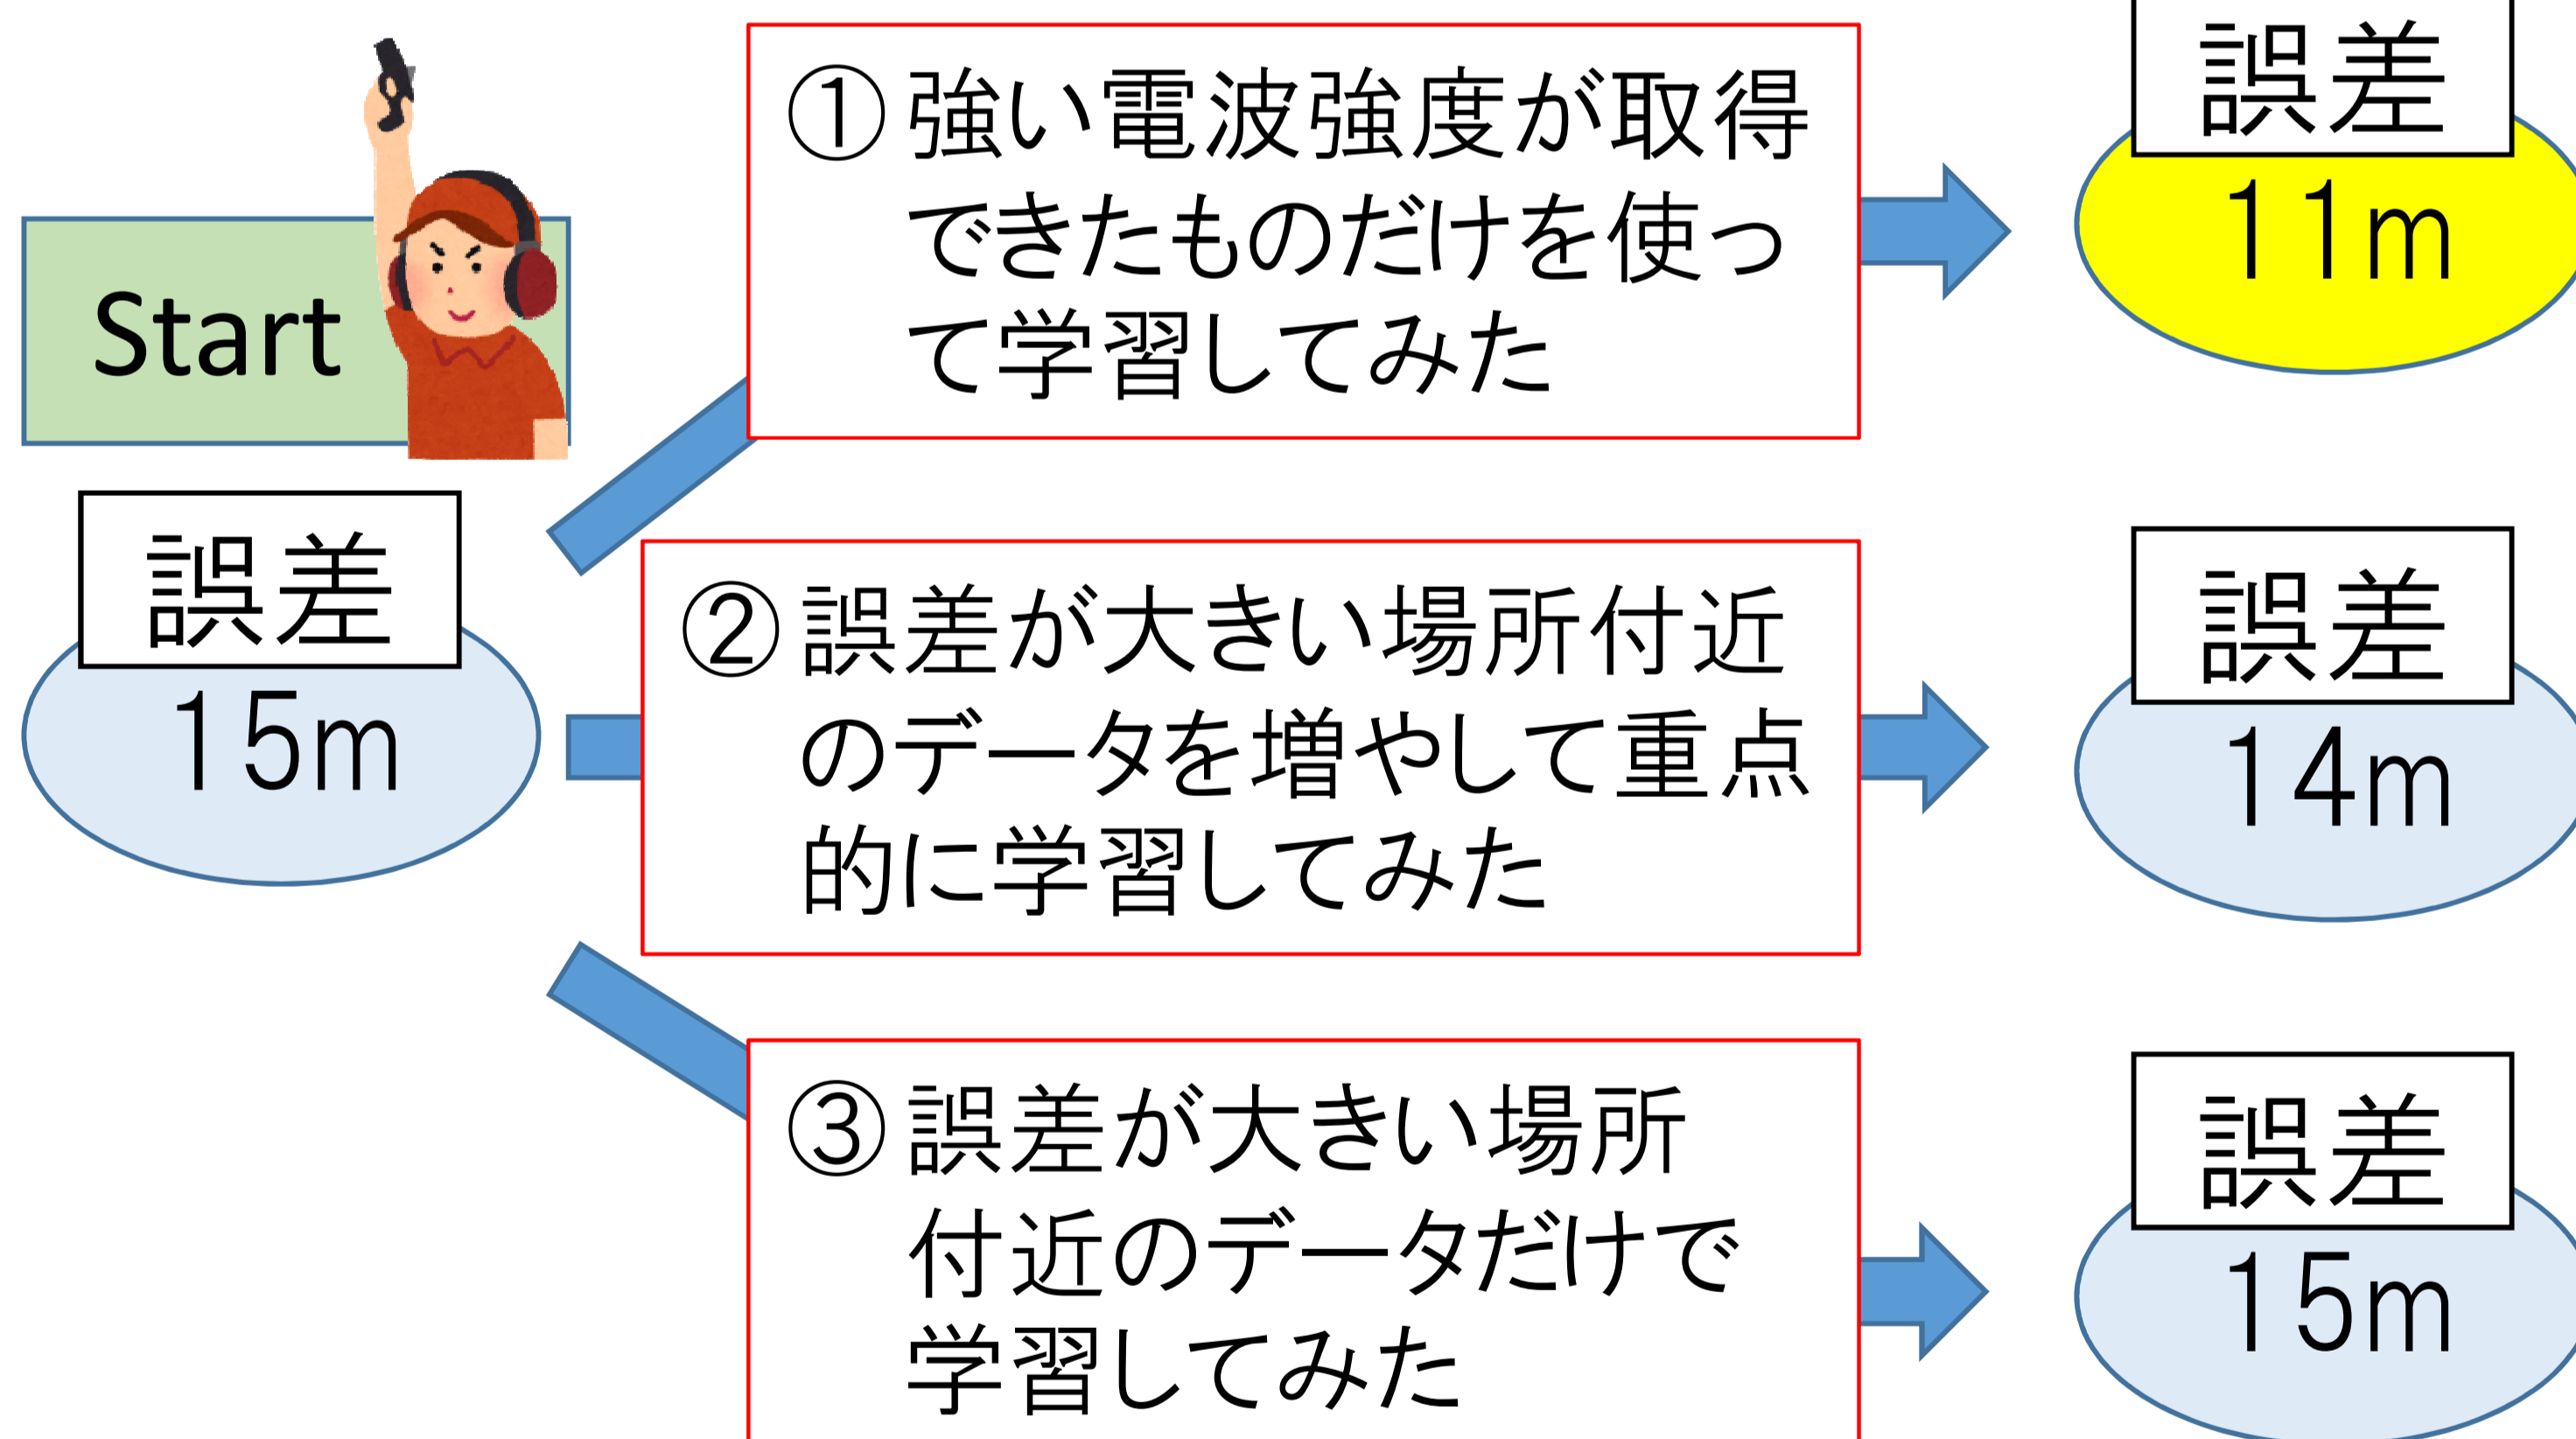 Start
誤差
15m
①強い電波強度が取得
できたものだけを使っ
て学習してみた
誤差
11m
②誤差が大きい場所付近
のデータを増やして重点
的に学習してみた
誤差
14m
③誤差が大きい場所
付近のデータだけで
学習してみた
誤差
15m